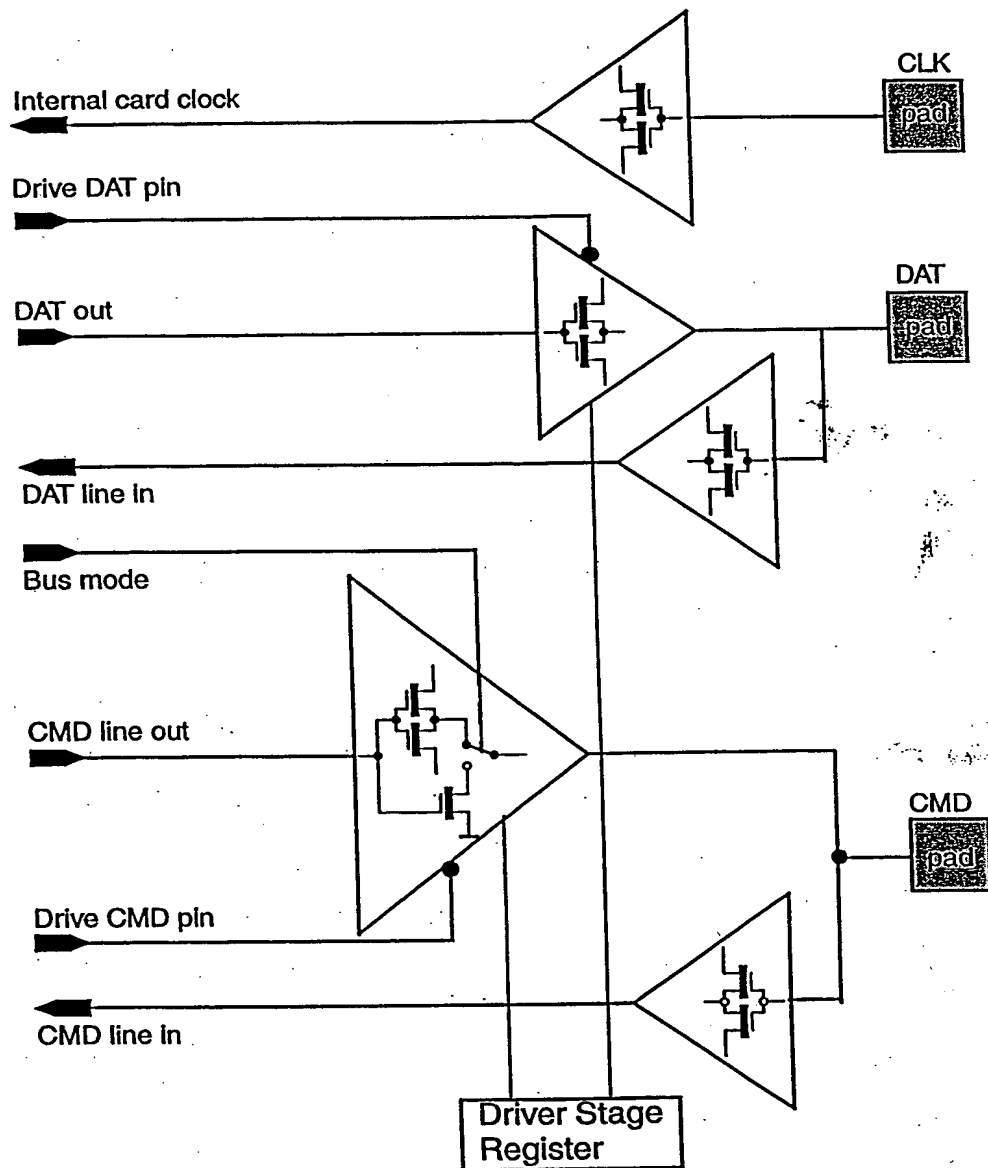 CLK
pad
Internal card clock
Drive DAT pin
DAT
pad
DAT out
DAT line in
Bus mode
CMD line out
CMD
pad
Drive CMD pin
CMD line in
Driver Stage
Register